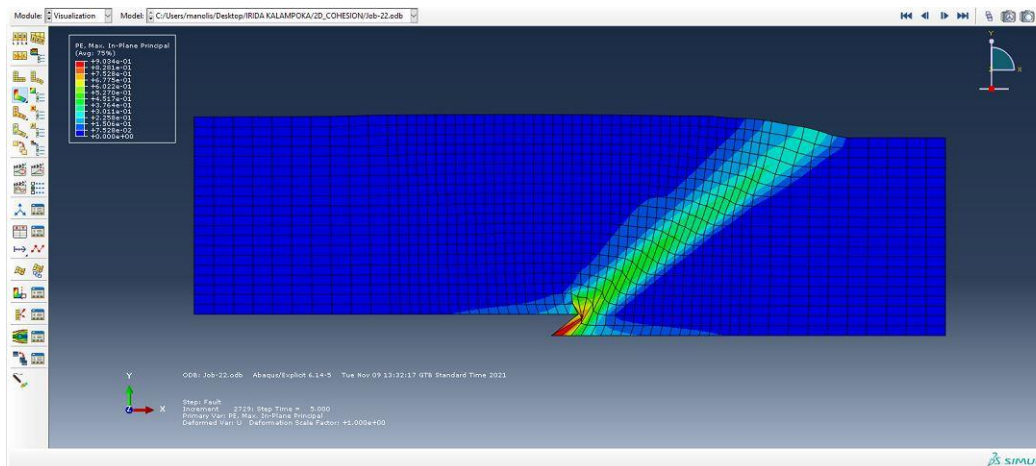 Module: Visualization Model: C:/Users/manolis/Desktop/IRIDA KALAMPOKA/2D_COHESION/Job-22.odb
PE, Max. In-Plane Principal
(Avg: 75%)
+9.034e-01
+8.281e-01
+7.528e-01
+6.775e-01
+6.022e-01
+5.270e-01
+4.517e-01
+3.764e-01
+3.011e-01
+2.258e-01
+1.506e-01
+7.528e-02
+0.000e+00
Y
X
Z
ODB: Job-22.odb Abaqus/Explicit 6.14-5 Tue Nov 09 13:32:17 GTB Standard Time 2021
Y
Z X
Step: Fault
Increment 2729: Step Time = 5.000
Primary Var: PE, Max. In-Plane Principal
Deformed Var: U Deformation Scale Factor: +1.000e+00
SIMU